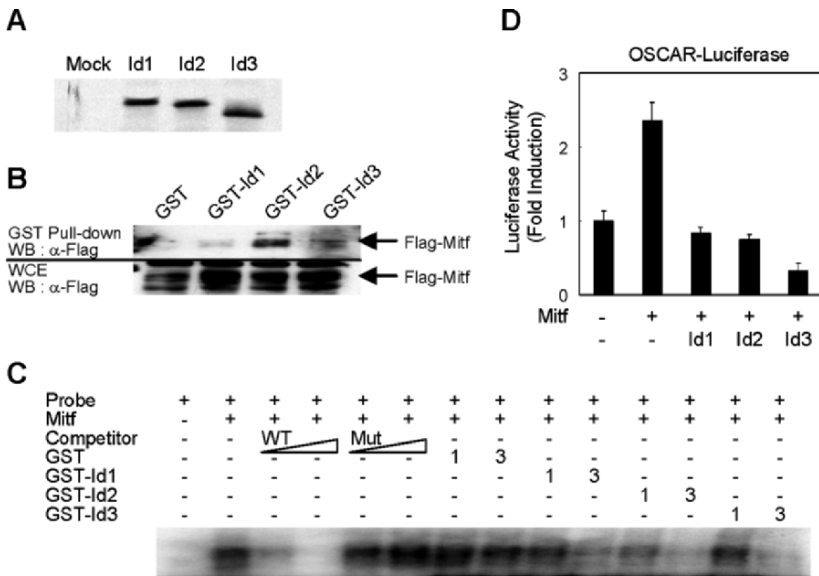 A
Mock Id1 Id2 Id3
B
GST GST-Id1 GST-Id2 GST-Id3
GST Pull-down
WB : α-Flag
Flag-Mitf
WCE
WB : α-Flag
Flag-Mitf
D
OSCAR-Luciferase
Luciferase Activity
(Fold Induction)
3
2
1
0
Mitf - + + + +
- - Id1 Id2 Id3
C
Probe + + + + + + + + + + + + + +
Mitf - + + + + + + + + + + + + +
Competitor - - WT Mut - - - - - - - -
GST - - - - - - 1 3 - - - - - -
GST-Id1 - - - - - - - - 1 3 - - - -
GST-Id2 - - - - - - - - - - 1 3 - -
GST-Id3 - - - - - - - - - - - - 1 3